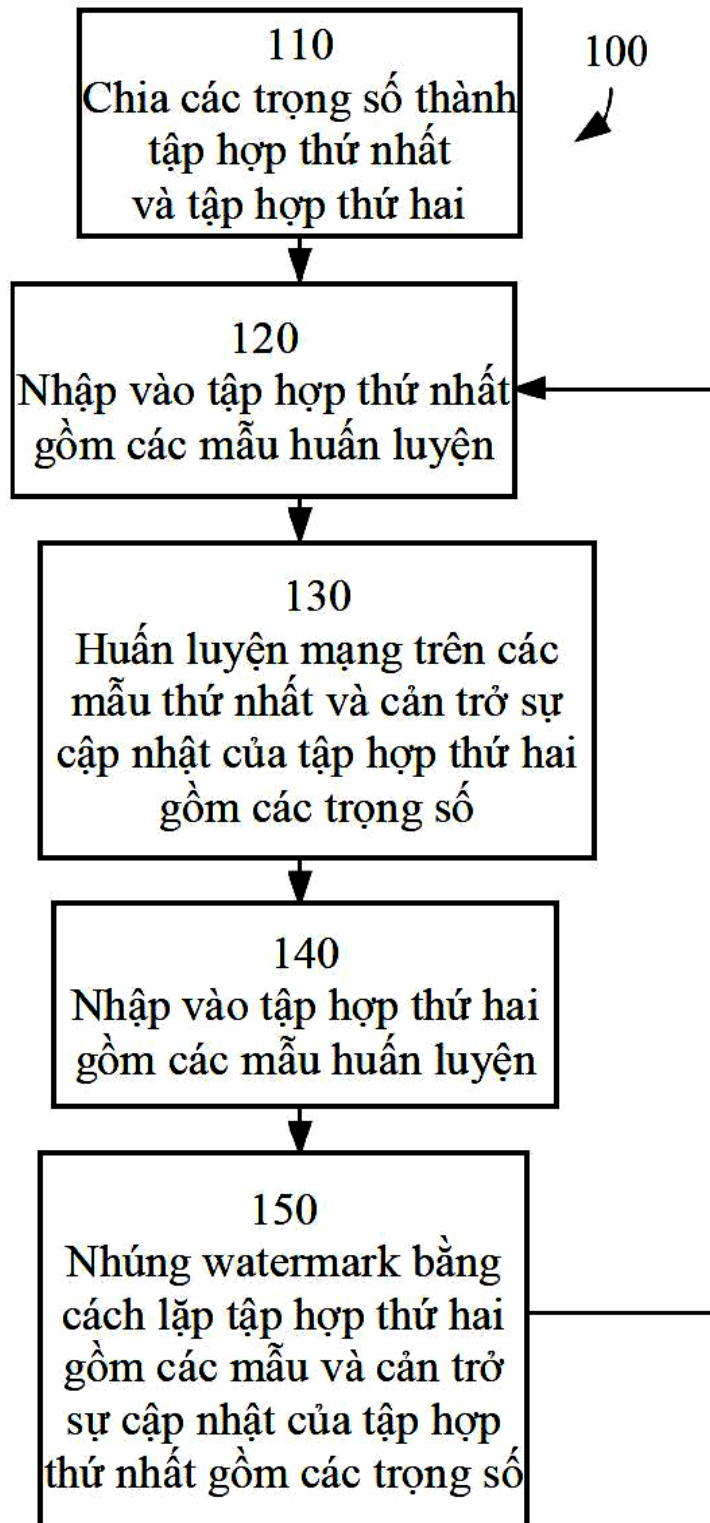 110
100
Chia các trọng số thành
tập hợp thứ nhất
và tập hợp thứ hai
120
Nhập vào tập hợp thứ nhất
gồm các mẫu huấn luyện
130
Huấn luyện mạng trên các
mẫu thứ nhất và cản trở sự
cập nhật của tập hợp thứ hai
gồm các trọng số
140
Nhập vào tập hợp thứ hai
gồm các mẫu huấn luyện
150
Nhúng watermark bằng
cách lặp tập hợp thứ hai
gồm các mẫu và cản trở
sự cập nhật của tập hợp
thứ nhất gồm các trọng số